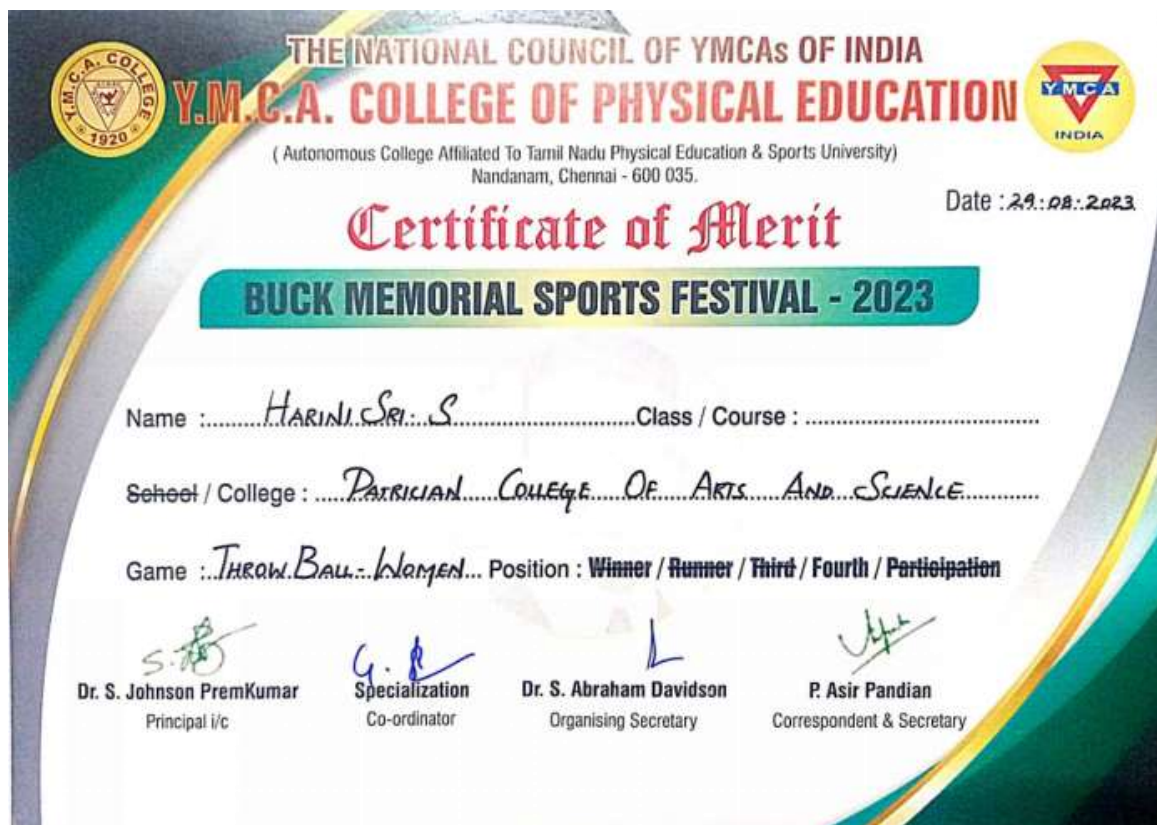 THE NATIONAL COUNCIL OF YMCAs OF INDIA
Y.M.C.A. COLLEGE OF PHYSICAL EDUCATION
Y.M.C.A. COLLEGE
1920
YMCA
INDIA
( Autonomous College Affiliated To Tamil Nadu Physical Education & Sports University)
Nandanam, Chennai - 600 035.
Date : 29.08.2023
Certificate of Merit
BUCK MEMORIAL SPORTS FESTIVAL - 2023
Name : HARINI SRI. S Class / Course :
School / College : PATRICIAN COLLEGE OF ARTS AND SCIENCE
Game : THROW BALL - WOMEN Position : Winner / Runner / Third / Fourth / Participation
Dr. S. Johnson PremKumar Specialization Dr. S. Abraham Davidson P. Asir Pandian
Principal i/c Co-ordinator Organising Secretary Correspondent & Secretary